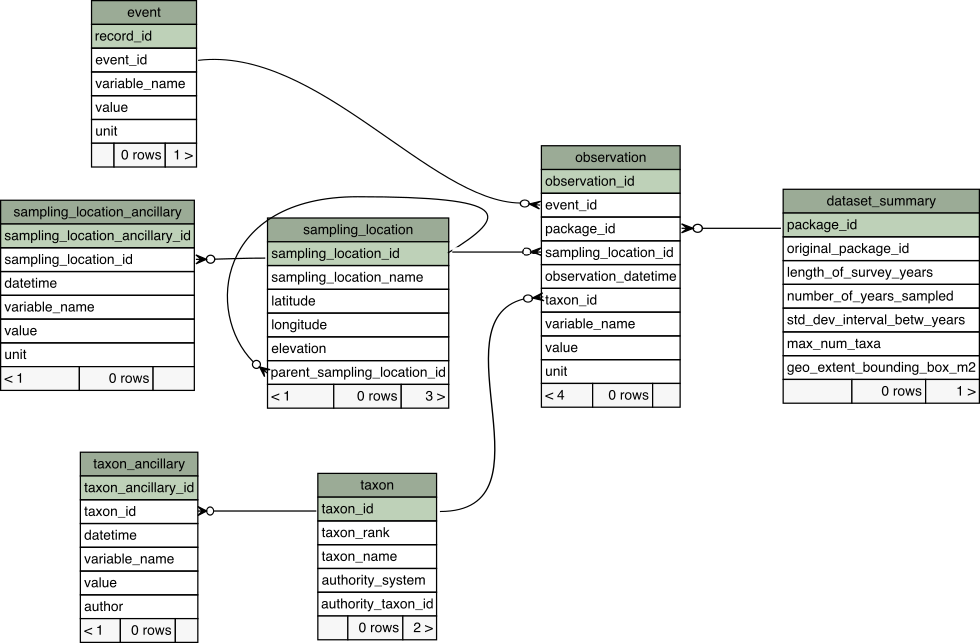 event
record_id
event_id
variable_name
value
unit
0 rows 1 >
sampling_location_ancillary
sampling_location_ancillary_id
sampling_location_id
datetime
variable_name
value
unit
< 1 0 rows
sampling_location
sampling_location_id
sampling_location_name
latitude
longitude
elevation
parent_sampling_location_id
< 1 0 rows 3 >
observation
observation_id
event_id
package_id
sampling_location_id
observation_datetime
taxon_id
variable_name
value
unit
< 4 0 rows
dataset_summary
package_id
original_package_id
length_of_survey_years
number_of_years_sampled
std_dev_interval_betw_years
max_num_taxa
geo_extent_bounding_box_m2
0 rows 1 >
taxon_ancillary
taxon_ancillary_id
taxon_id
datetime
variable_name
value
author
< 1 0 rows
taxon
taxon_id
taxon_rank
taxon_name
authority_system
authority_taxon_id
0 rows 2 >